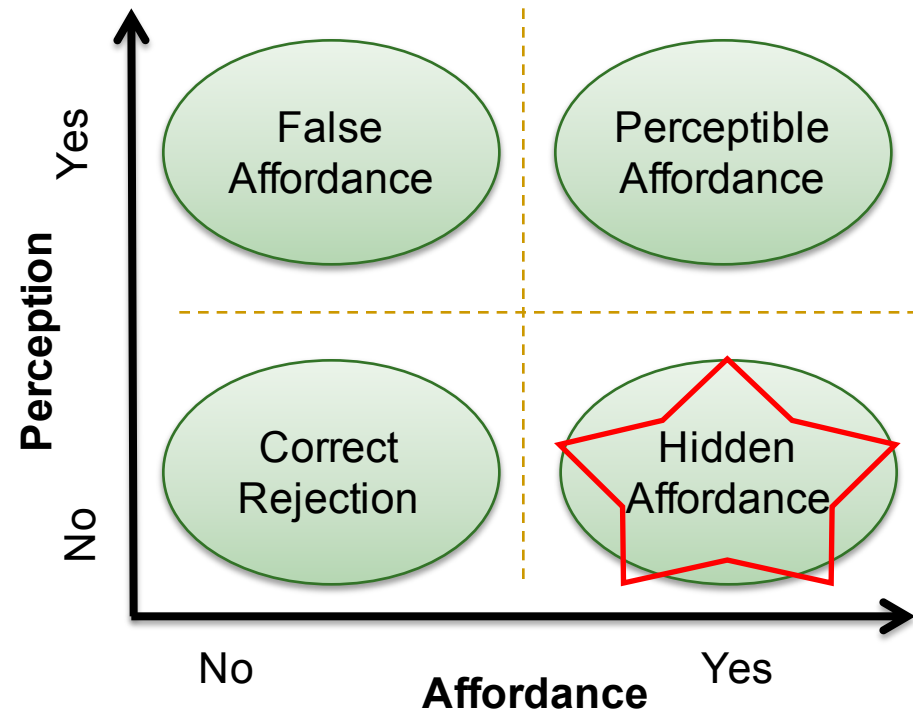 Yes
False
Affordance
Perceptible
Affordance
Perception
Correct
Rejection
Hidden
Affordance
No
No
Yes
Affordance